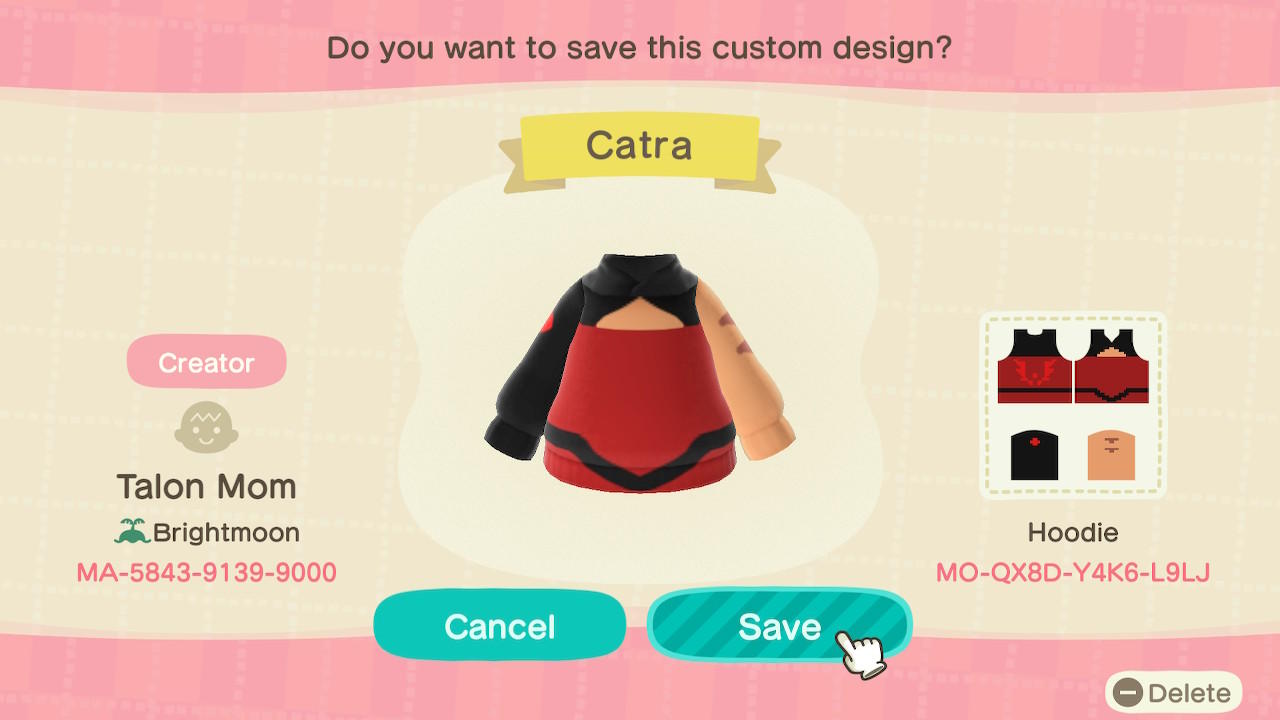 Do you want to save this custom design?
Catra
Creator
Talon Mom
Brightmoon
MA-5843-9139-9000
Hoodie
MO-QX8D-Y4K6-L9LJ
Cancel
Save
Delete